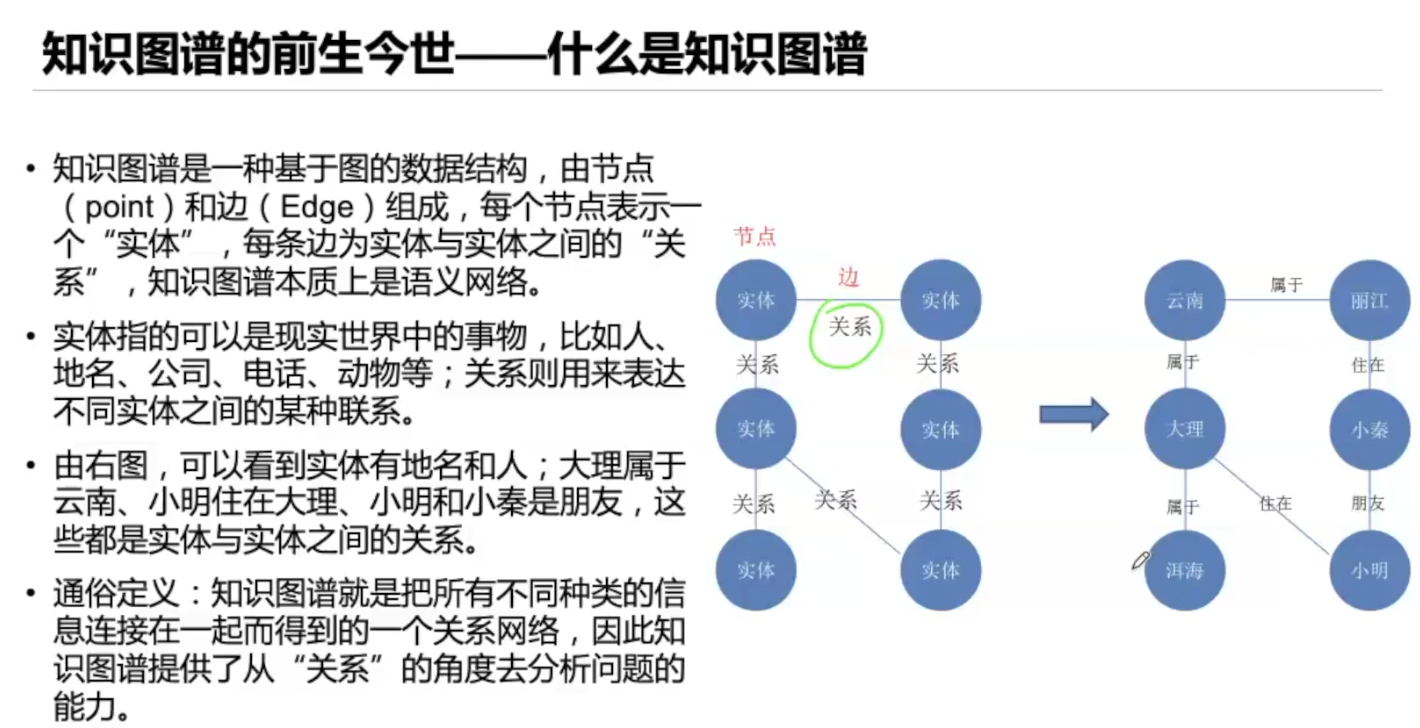 知识图谱的前生今世——什么是知识图谱
• 知识图谱是一种基于图的数据结构，由节点
（point）和边（Edge）组成，每个节点表示一
个“实体”，每条边为实体与实体之间的“关
系”，知识图谱本质上是语义网络。
• 实体指的可以是现实世界中的事物，比如人、
地名、公司、电话、动物等；关系则用来表达
不同实体之间的某种联系。
• 由右图，可以看到实体有地名和人；大理属于
云南、小明住在大理、小明和小秦是朋友，这
些都是实体与实体之间的关系。
• 通俗定义：知识图谱就是把所有不同种类的信
息连接在一起而得到的一个关系网络，因此知
识图谱提供了从“关系”的角度去分析问题的
能力。
节点
边
实体
实体
关系
关系
关系
实体
实体
关系
关系
关系
实体
实体
云南
属于
丽江
属于
住在
大理
小秦
属于
住在
朋友
洱海
小明